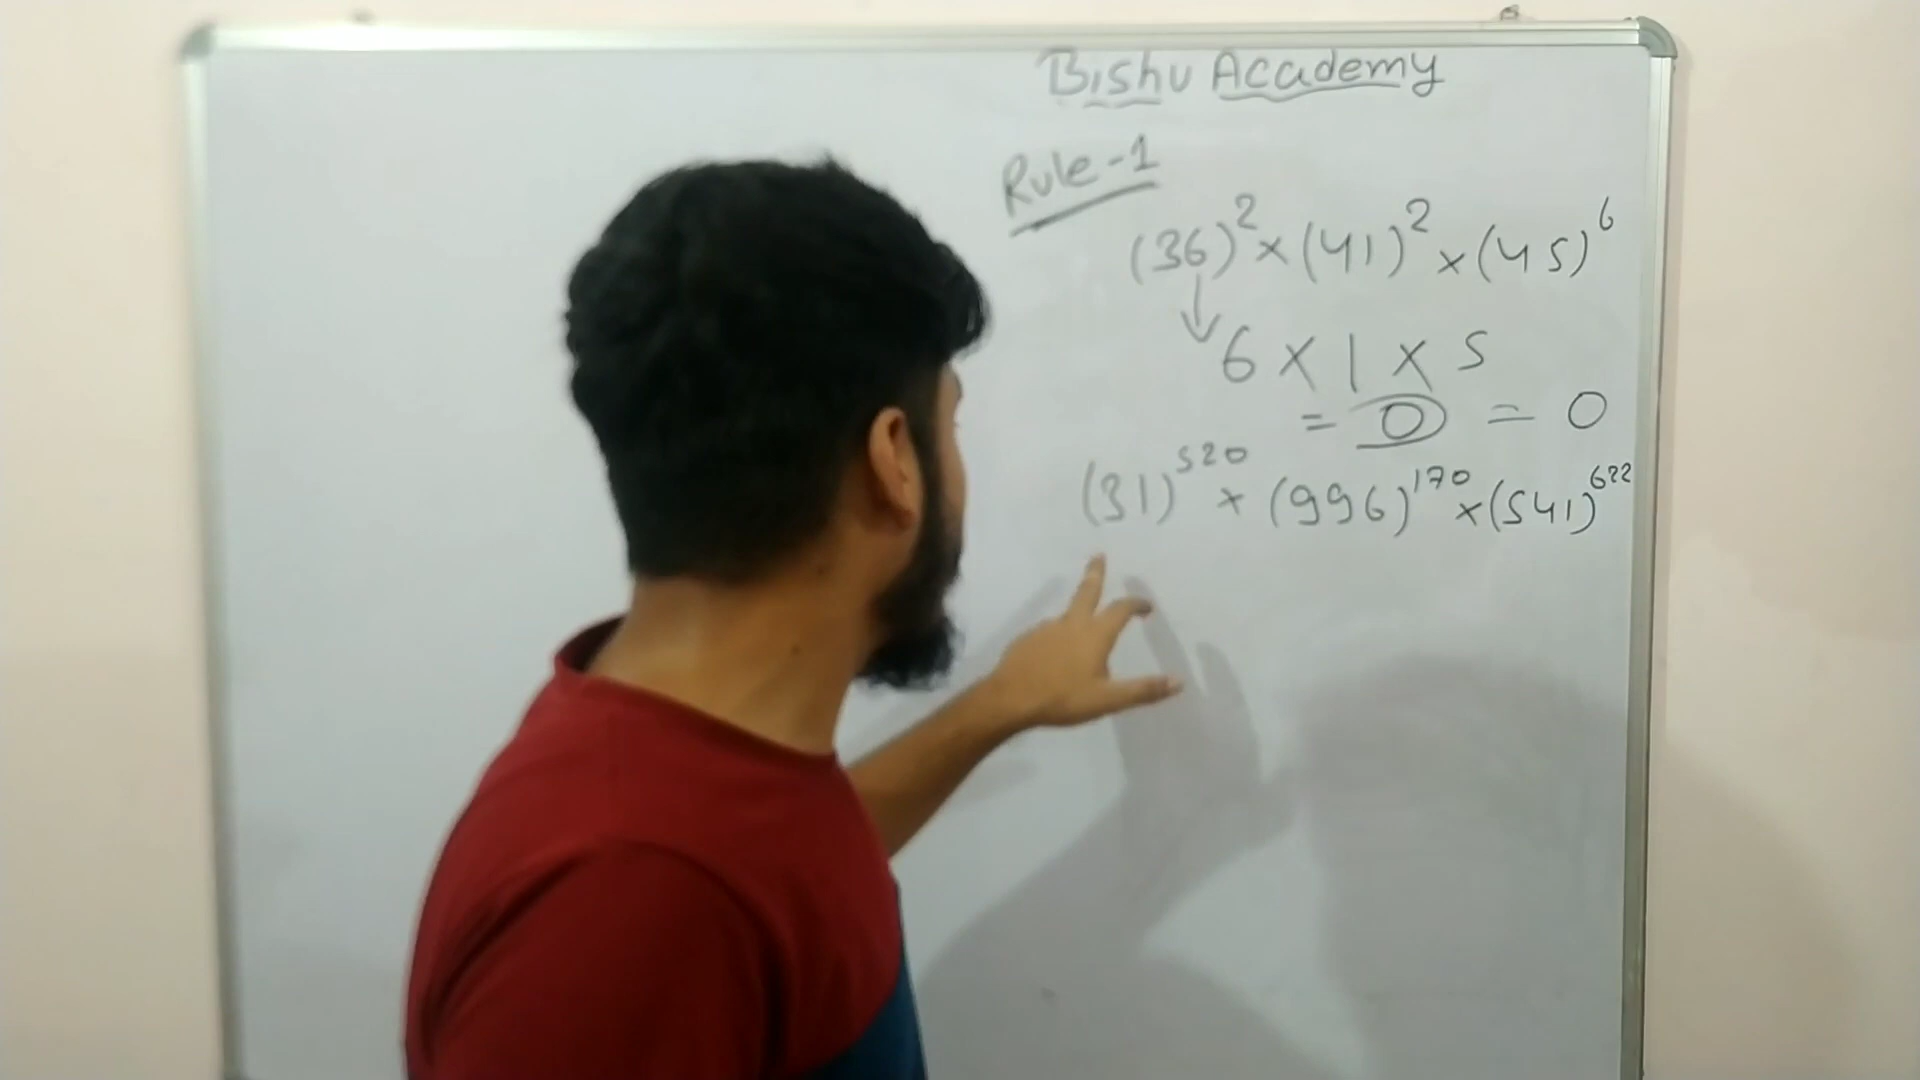 Bishu Academy
Rule-1
(36)² × (41)² × (45)⁶
↓
6 × 1 × 5
= 0 = 0
(31)⁵²⁰ × (996)¹⁷⁰ × (541)⁶²²